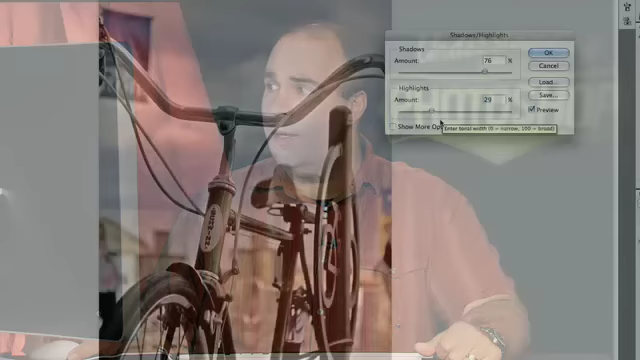 Shadows/Highlights
Shadows
Amount: 76 %
Highlights
Amount: 29 %
Show More Op
Enter tonal width (0 = narrow, 100 = broad)
OK
Cancel
Load...
Save...
Preview